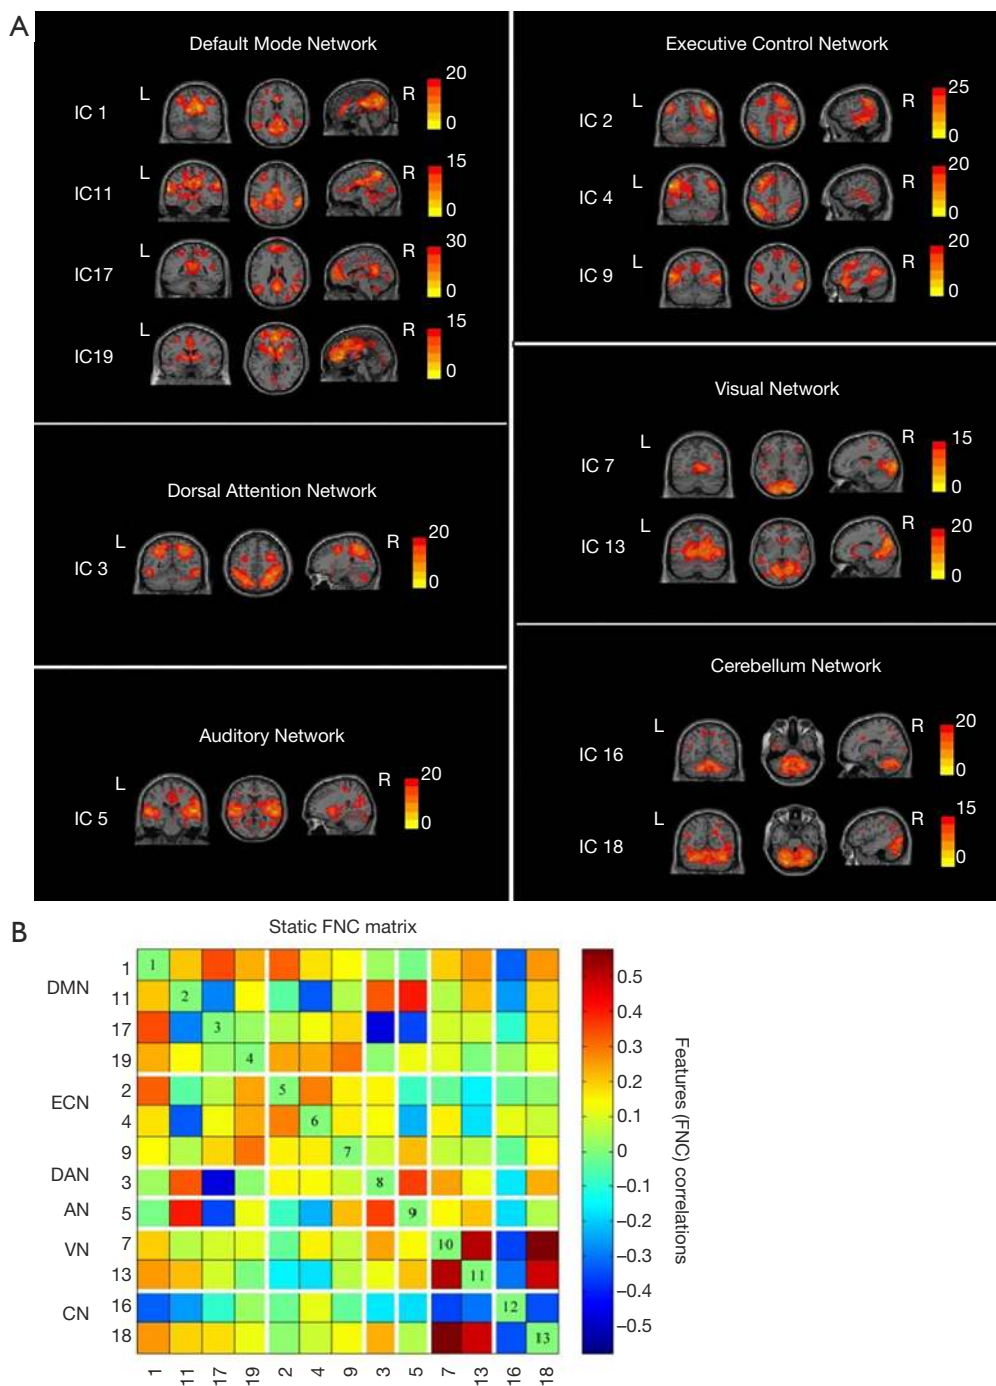 A
Default Mode Network
IC 1
L
R
20
0
IC11
L
R
15
0
IC17
L
R
30
0
IC19
L
R
15
0
Dorsal Attention Network
IC 3
L
R
20
0
Auditory Network
IC 5
L
R
20
0
Executive Control Network
IC 2
L
R
25
0
IC 4
L
R
20
0
IC 9
L
R
20
0
Visual Network
IC 7
L
R
15
0
IC 13
L
R
20
0
Cerebellum Network
IC 16
L
R
20
0
IC 18
L
R
15
0
B
Static FNC matrix
DMN
1
11
17
19
ECN
2
4
9
DAN
3
AN
5
VN
7
13
CN
16
18
1
2
3
4
5
6
7
8
9
10
11
12
13
1 11 17 19 2 4 9 3 5 7 13 16 18
0.5
0.4
0.3
0.2
0.1
0
−0.1
−0.2
−0.3
−0.4
−0.5
Features (FNC) correlations